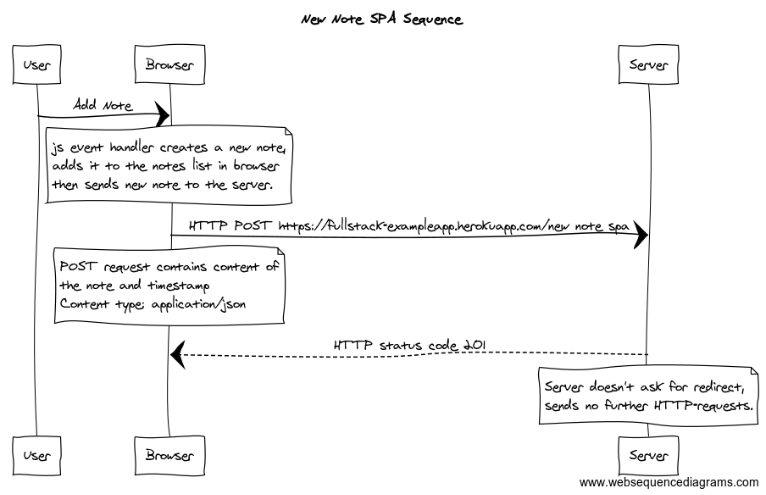 New Note SPA Sequence
User
Browser
Server
Add Note
js event handler creates a new note,
adds it to the notes list in browser
then sends new note to the server.
HTTP POST https://fullstack-exampleapp.herokuapp.com/new_note_spa
POST request contains content of
the note and timestamp
Content type: application/json
HTTP status code 201
Server doesn't ask for redirect,
sends no further HTTP-requests.
User
Browser
Server
www.websequencediagrams.com